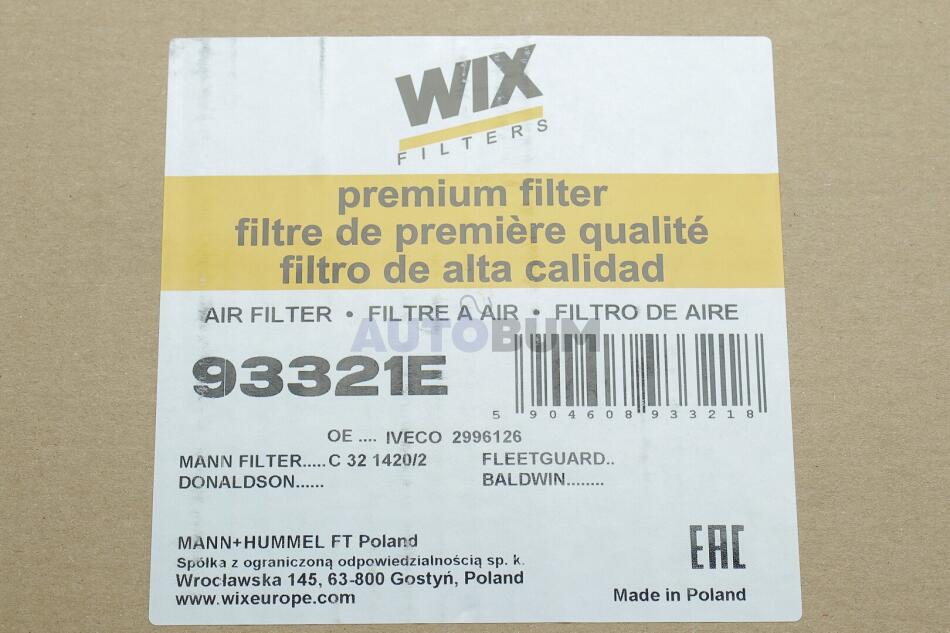 WIX
FILTERS
premium filter
filtre de première qualité
filtro de alta calidad
AIR FILTER • FILTRE A AIR • FILTRO DE AIRE
AUTOBUM
93321E
5 904608 933218
OE .... IVECO 2996126
MANN FILTER.....C 32 1420/2 FLEETGUARD..
DONALDSON...... BALDWIN........
MANN+HUMMEL FT Poland
Spółka z ograniczoną odpowiedzialnością sp. k.
Wrocławska 145, 63-800 Gostyń, Poland
www.wixeurope.com
EAC
Made in Poland